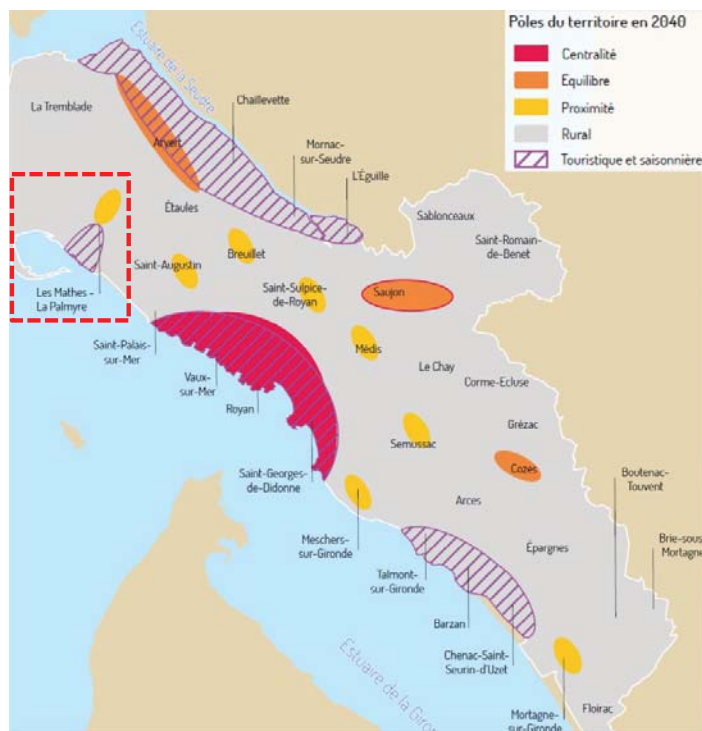 Pôles du territoire en 2040
Centralité
Equilibre
Proximité
Rural
Touristique et saisonnière
Estuaire de la Seudre
La Tremblade
Chaillevette
Arvert
Mornac-
sur-Seudre
L'Éguille
Étaules
Sablonceaux
Saint-Romain-
de-Benet
Breuillet
Saint-Augustin
Saint-Sulpice-
de-Royan
Saujon
Les Mathes -
La Palmyre
Saint-Palais-
sur-Mer
Médis
Le Chay
Corme-Ecluse
Vaux-
sur-Mer
Royan
Grézac
Semussac
Saint-Georges-
de-Didonne
Cozes
Boutenac-
Touvent
Arces
Meschers-
sur-Gironde
Épargnes
Brie-sous-
Mortagne
Talmont-
sur-Gironde
Barzan
Chenac-Saint-
Seurin-d'Uzet
Estuaire de la Giron
Floirac
Mortagne-
sur-Gironde